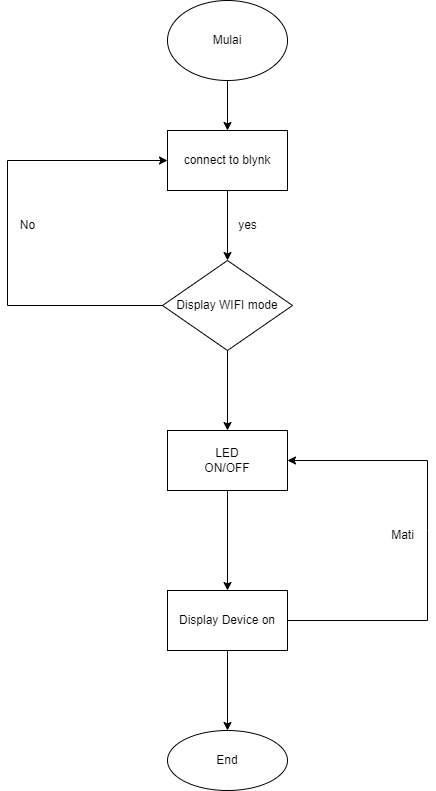 Mulai
connect to blynk
No
yes
Display WIFI mode
LED
ON/OFF
Mati
Display Device on
End